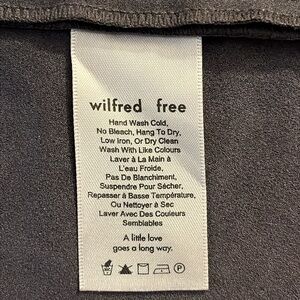 wilfred free
Hand Wash Cold,
No Bleach, Hang To Dry,
Low Iron, Or Dry Clean
Wash With Like Colours
Laver à La Main à
L'eau Froide,
Pas De Blanchiment,
Suspendre Pour Sécher,
Repasser à Basse Température,
Ou Nettoyer à Sec
Laver Avec Des Couleurs
Semblables
A little love
goes a long way.
P